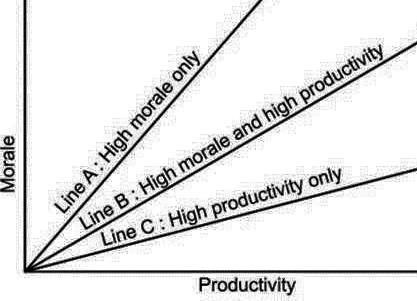 Morale
Line A : High morale only
Line B : High morale and high productivity
Line C : High productivity only
Productivity